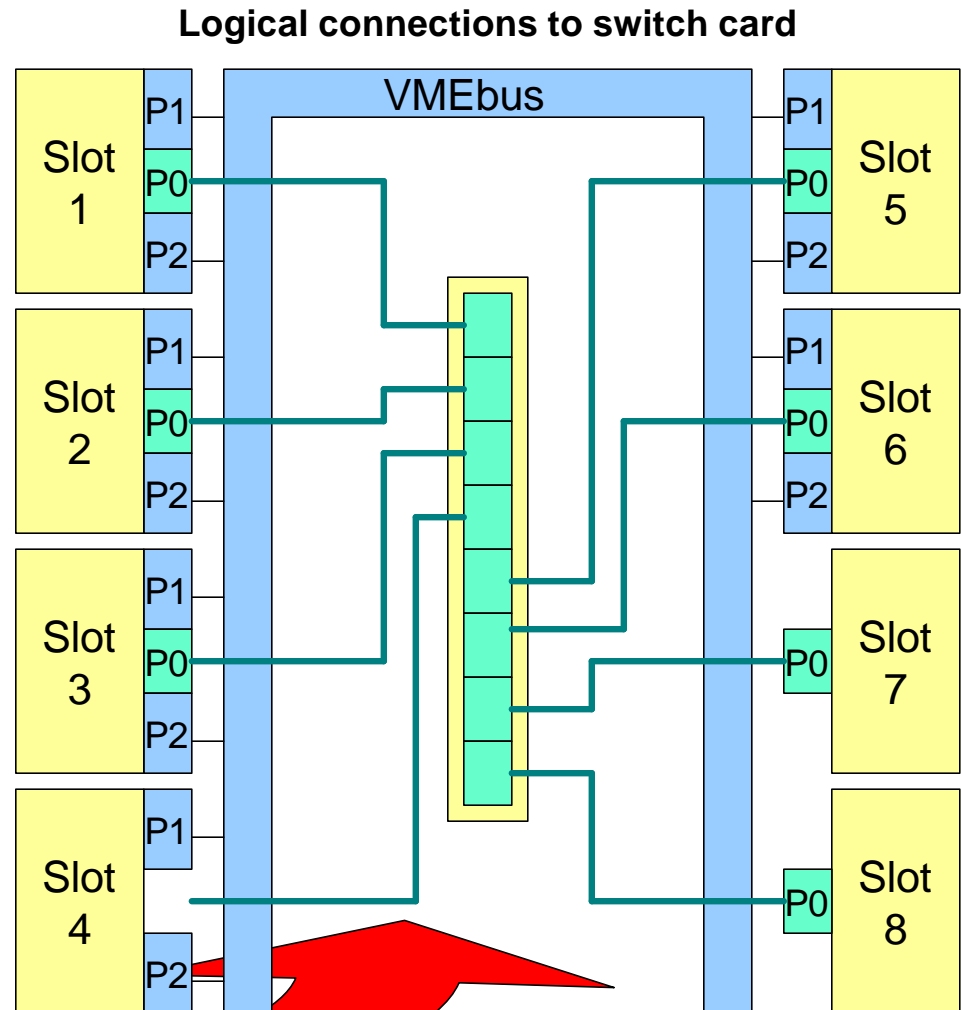 Logical connections to switch card
VMEbus
P1
Slot
1
P0
P2
P1
Slot
2
P0
P2
P1
Slot
3
P0
P2
P1
Slot
4
P2
P1
P0
Slot
5
P2
P1
P0
Slot
6
P2
Slot
7
P0
Slot
8
P0